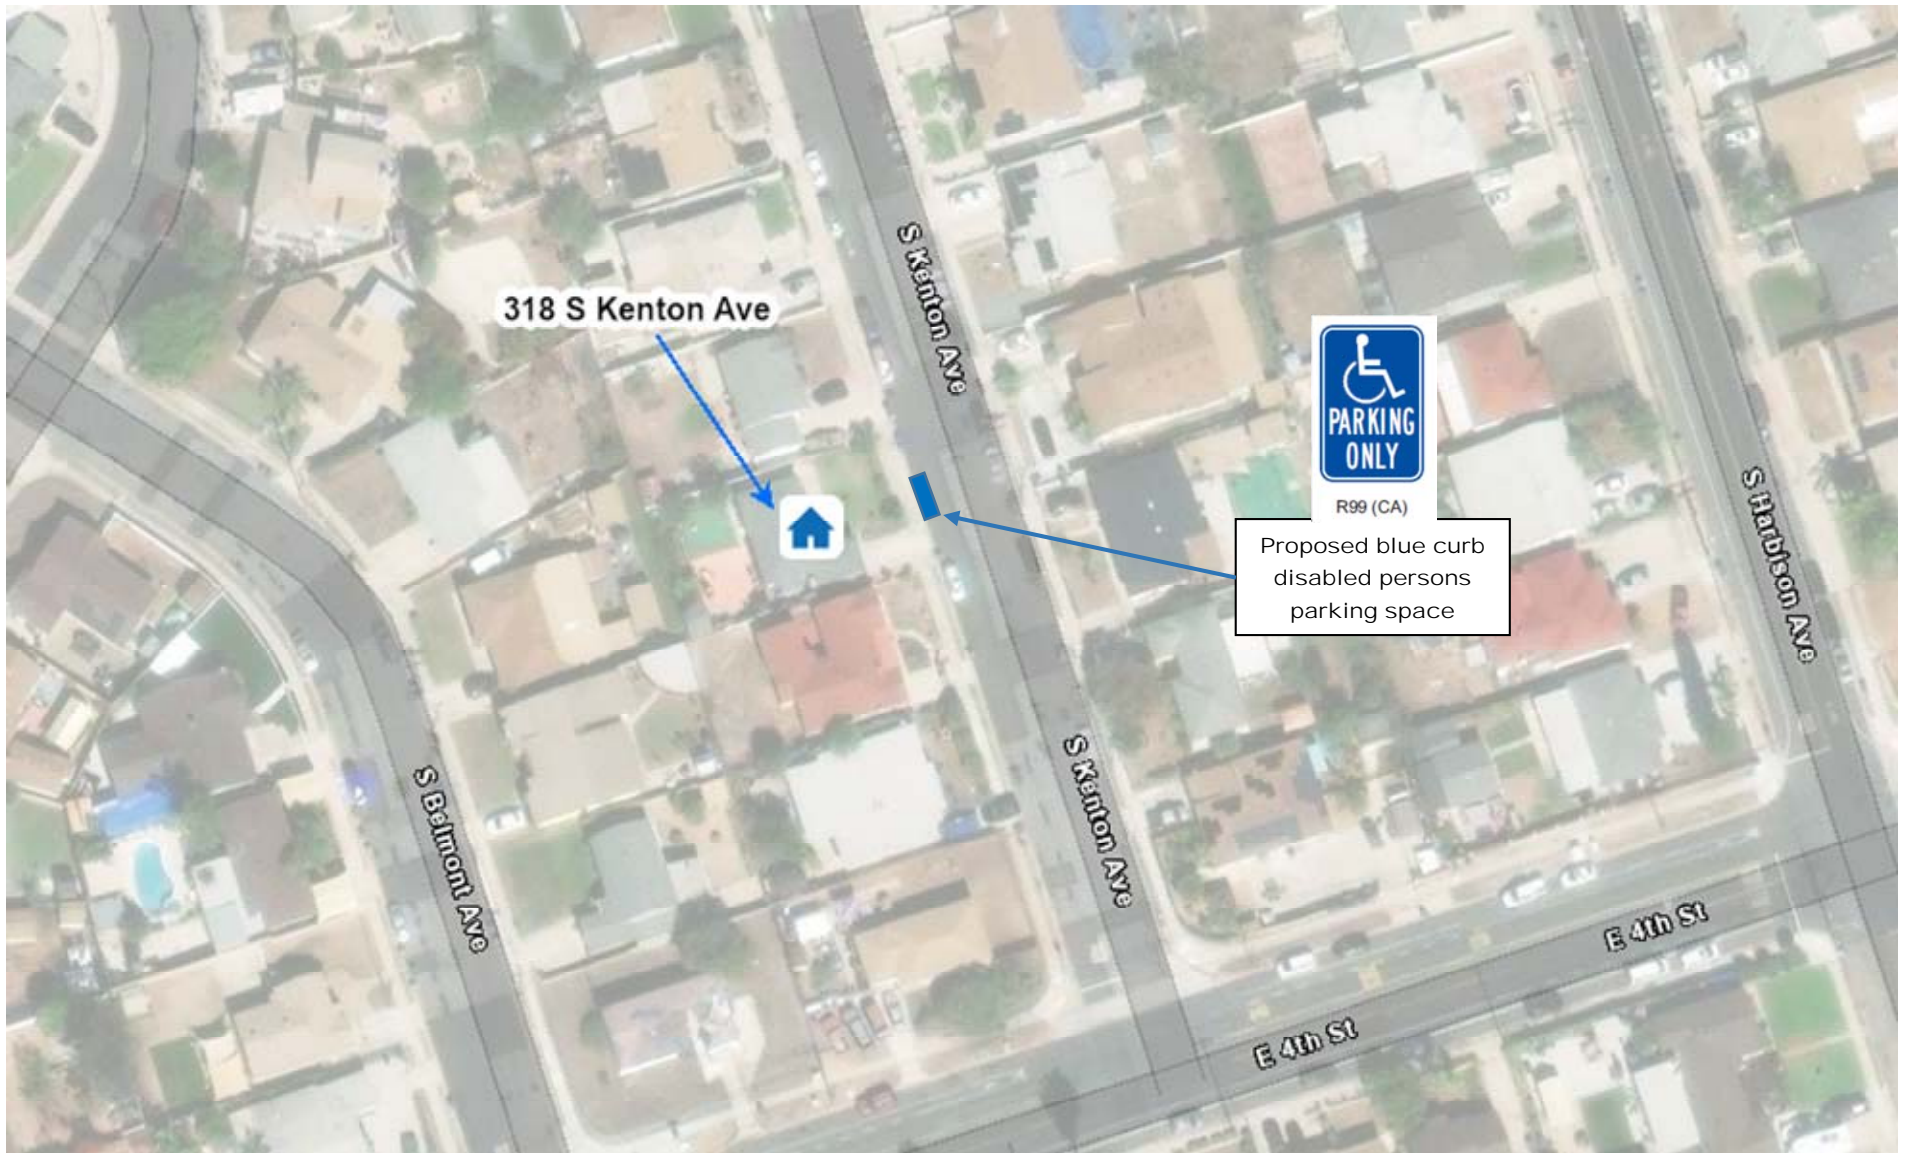 S Kenton Ave
318 S Kenton Ave
PARKING
ONLY
R99 (CA)
Proposed blue curb
disabled persons
parking space
S Harbison Ave
S Kenton Ave
S Belmont Ave
E 4th St
E 4th St